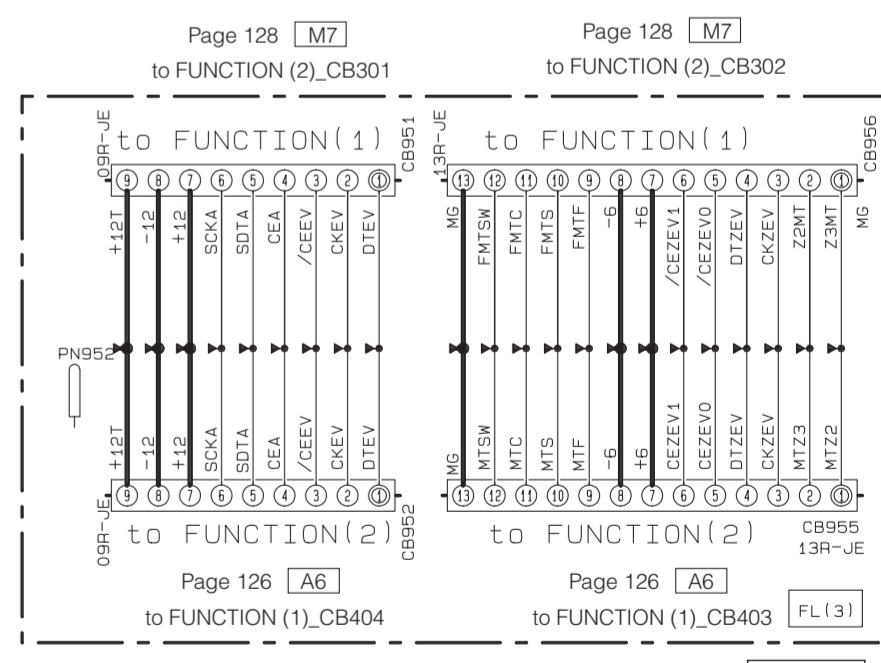 Page 128 M7
to FUNCTION (2)_CB301
Page 128 M7
to FUNCTION (2)_CB302
09R-JE
to FUNCTION(1)
CB951
13R-JE
to FUNCTION(1)
CB956
9 8 7 6 5 4 3 2 1
13 12 11 10 9 8 7 6 5 4 3 2 1
+12T
-12
+12
SCKA
SDTA
CEA
/CEEV
CKEV
DTEV
MG
FMTSW
FMTC
FMTS
FMTF
-6
+6
/CEZEV1
/CEZEV0
DTZEV
CKZEV
Z2MT
Z3MT
MG
PN952
+12T
-12
+12
SCKA
SDTA
CEA
/CEEV
CKEV
DTEV
MG
MTSW
MTC
MTS
MTF
-6
+6
CEZEV1
CEZEV0
DTZEV
CKZEV
MTZ3
MTZ2
9 8 7 6 5 4 3 2 1
13 12 11 10 9 8 7 6 5 4 3 2 1
09R-JE
to FUNCTION(2)
CB952
to FUNCTION(2)
CB955
13R-JE
Page 126 A6
to FUNCTION (1)_CB404
Page 126 A6
to FUNCTION (1)_CB403
FL(3)